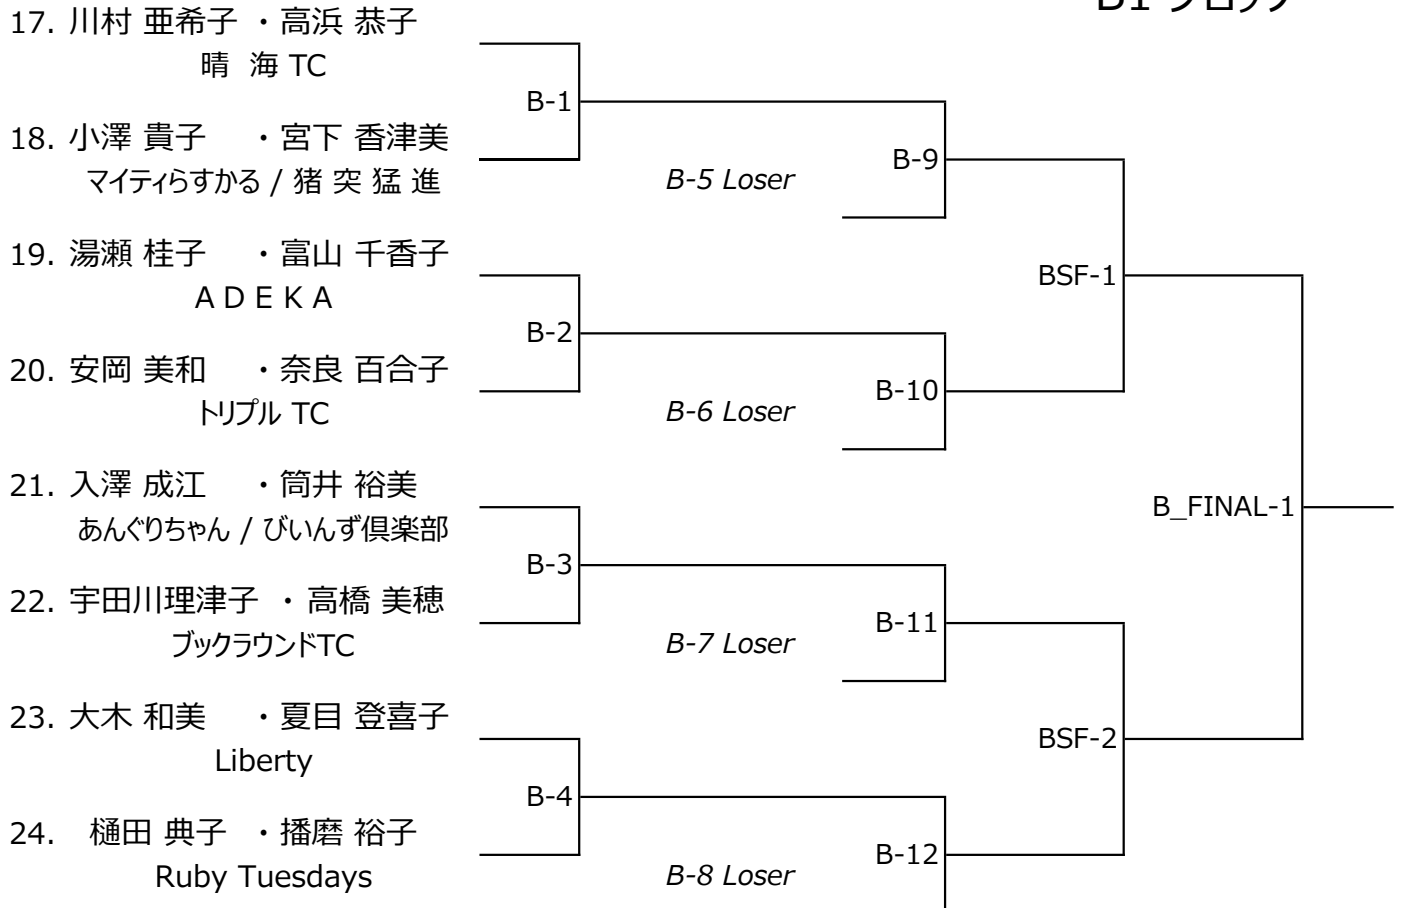 B1 ブロック
17. 川村 亜希子 ・高浜 恭子
晴 海 TC
B-1
18. 小澤 貴子 ・宮下 香津美
マイティらすかる / 猪 突 猛 進
B-5 Loser
B-9
19. 湯瀬 桂子 ・富山 千香子
A D E K A
BSF-1
B-2
20. 安岡 美和 ・奈良 百合子
トリプル TC
B-6 Loser
B-10
21. 入澤 成江 ・筒井 裕美
あんぐりちゃん / びいんず倶楽部
B_FINAL-1
B-3
22. 宇田川理津子 ・高橋 美穂
ブックラウンドTC
B-7 Loser
B-11
23. 大木 和美 ・夏目 登喜子
Liberty
BSF-2
B-4
24. 樋田 典子 ・播磨 裕子
Ruby Tuesdays
B-8 Loser
B-12